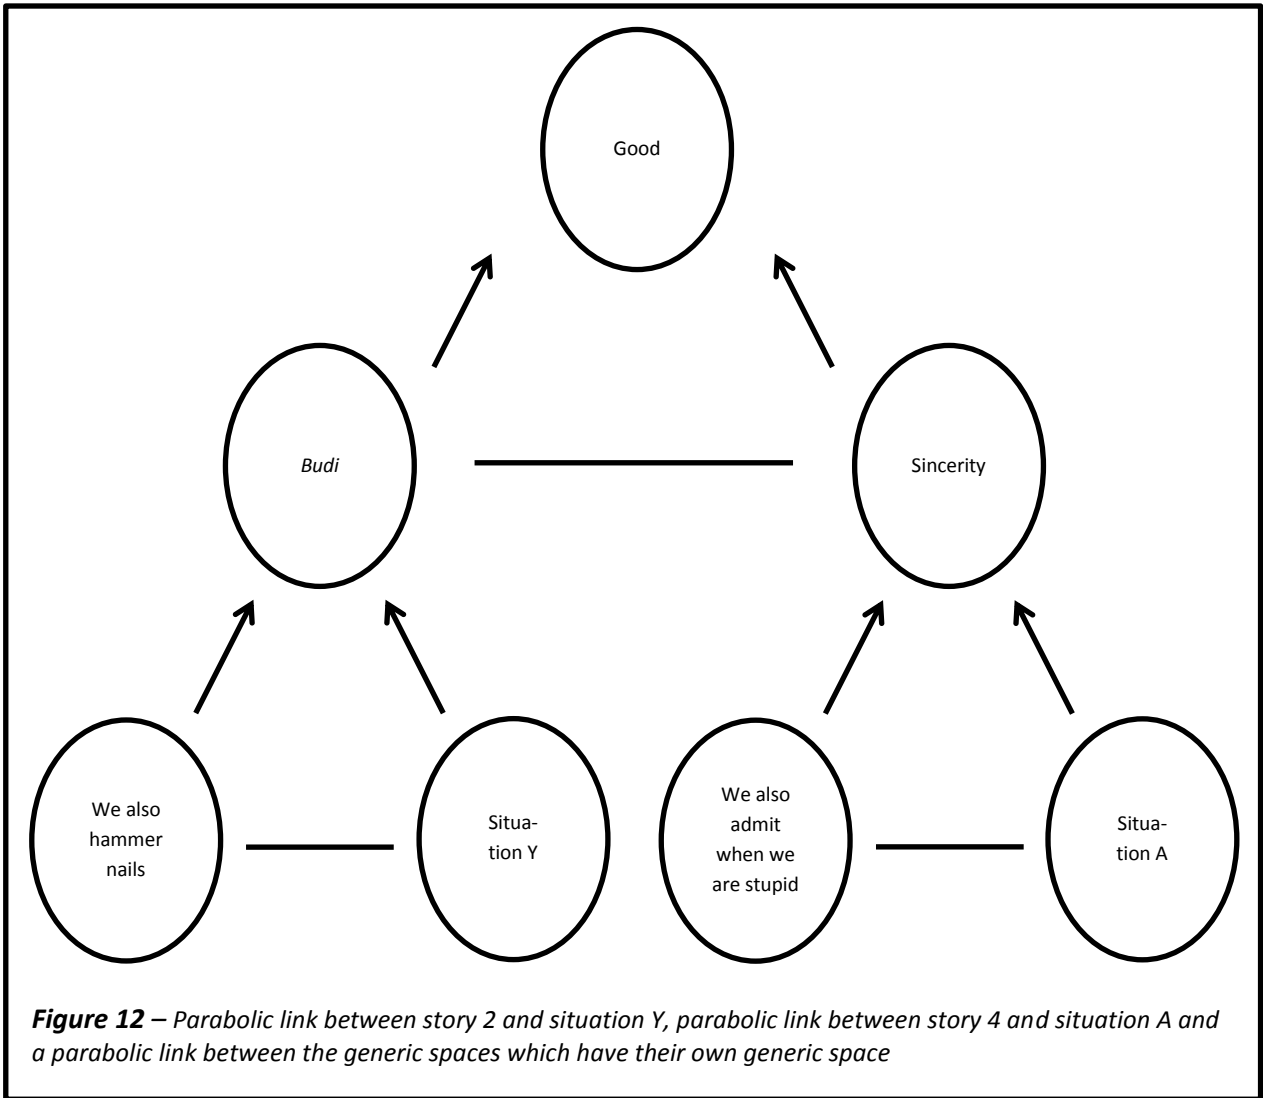 Good
Budi
Sincerity
We also
hammer
nails
Situa-
tion Y
We also
admit
when we
are stupid
Situa-
tion A
Figure 12 – Parabolic link between story 2 and situation Y, parabolic link between story 4 and situation A and
a parabolic link between the generic spaces which have their own generic space